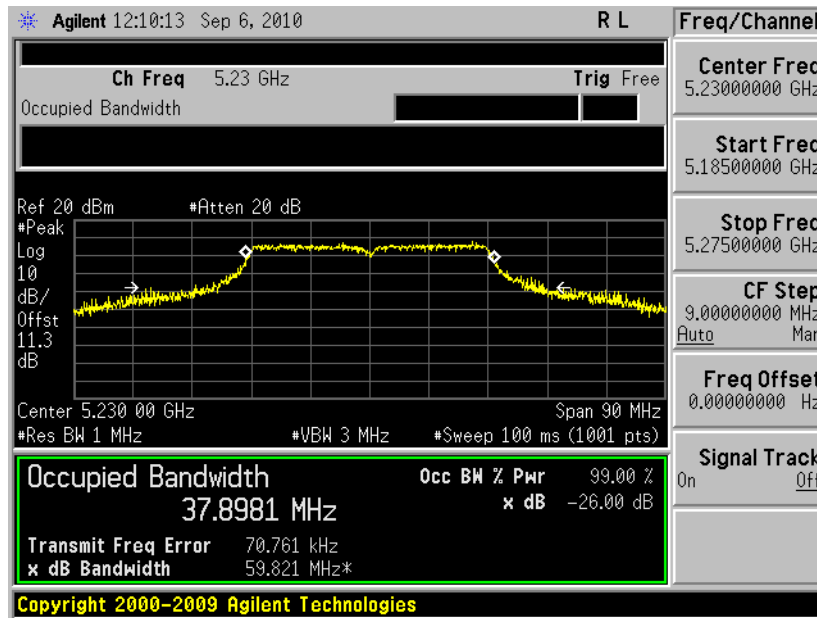 Agilent 12:10:13 Sep 6, 2010 R L
Freq/Channel
Ch Freq 5.23 GHz Trig Free
Occupied Bandwidth
Center Freq
5.23000000 GHz
Start Freq
5.18500000 GHz
Stop Freq
5.27500000 GHz
CF Step
9.00000000 MHz
Auto Man
Freq Offset
0.00000000 Hz
Signal Track
On Off
Ref 20 dBm #Atten 20 dB
#Peak
Log
10
dB/
Offst
11.3
dB
Center 5.230 00 GHz Span 90 MHz
#Res BW 1 MHz #VBW 3 MHz #Sweep 100 ms (1001 pts)
Occupied Bandwidth
37.8981 MHz
Occ BW % Pwr 99.00 %
x dB -26.00 dB
Transmit Freq Error 70.761 kHz
x dB Bandwidth 59.821 MHz*
Copyright 2000-2009 Agilent Technologies